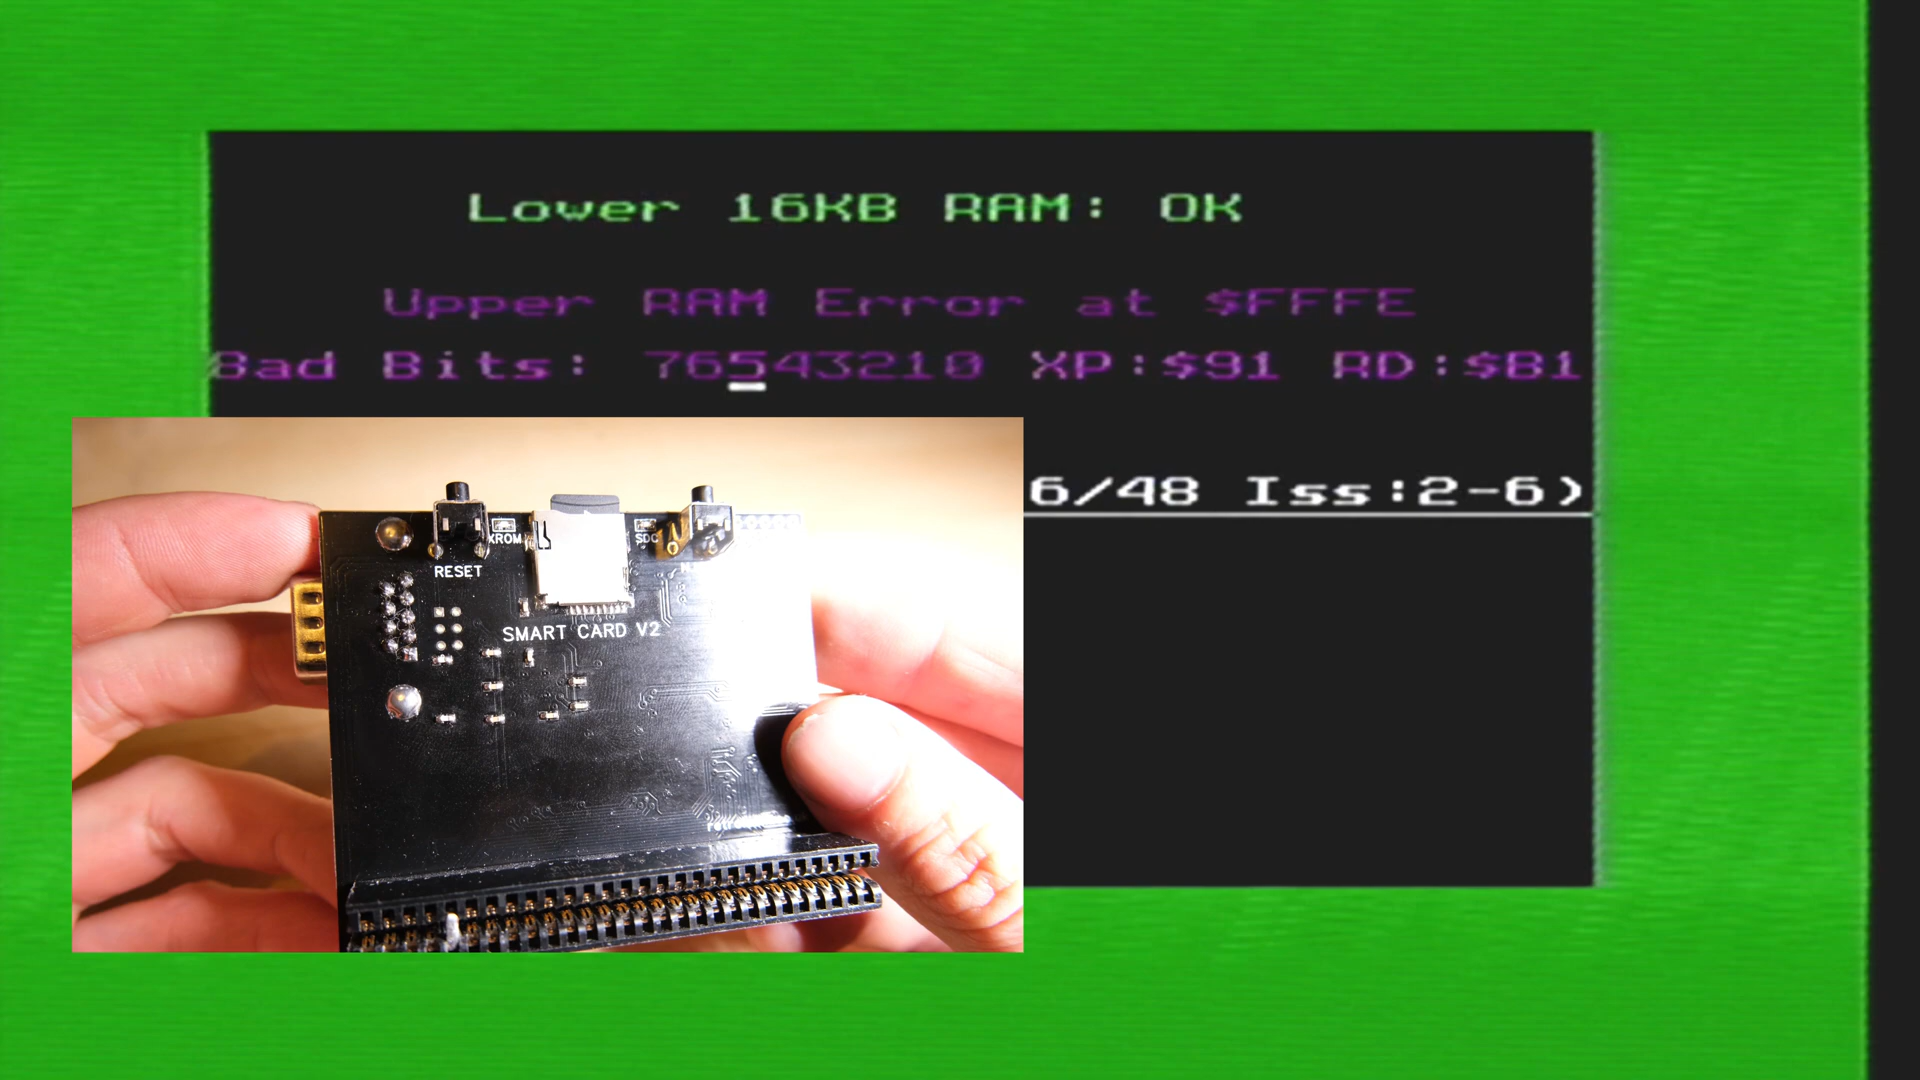 Lower 16KB RAM: OK
Upper RAM Error at $FFFE
Bad Bits: 76543210 XP:$91 RD:$B1
6/48 Iss:2-6)
XROM
SDC
RESET
SMART CARD V2